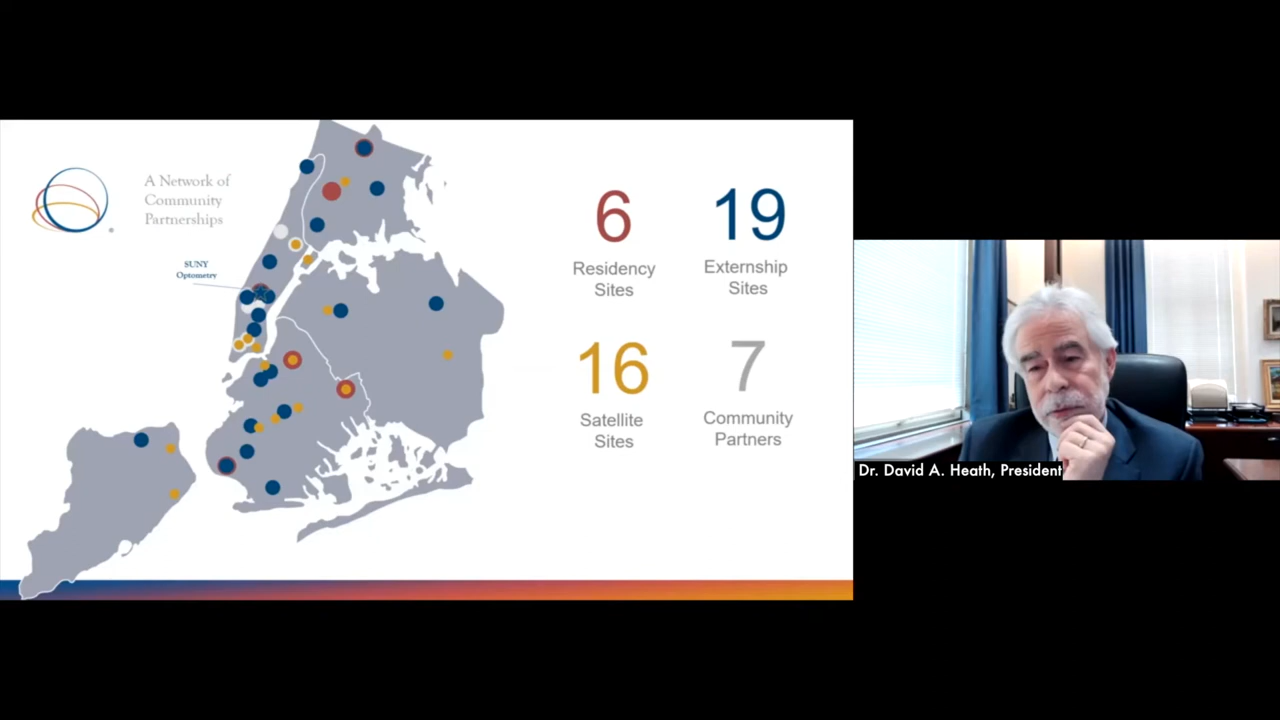 A Network of
Community
Partnerships
SUNY
Optometry
6
Residency
Sites
19
Externship
Sites
16
Satellite
Sites
7
Community
Partners
Dr. David A. Heath, President